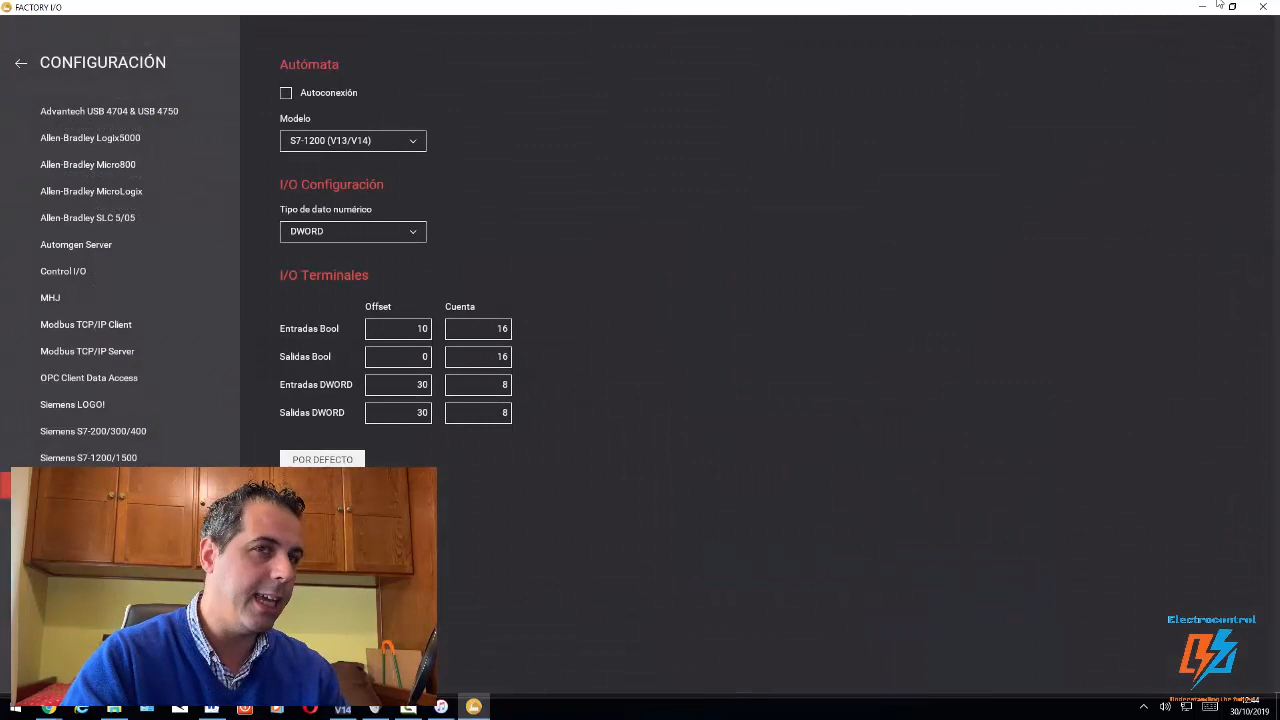 FACTORY I/O
CONFIGURACIÓN
Advantech USB 4704 & USB 4750
Allen-Bradley Logix5000
Allen-Bradley Micro800
Allen-Bradley MicroLogix
Allen-Bradley SLC 5/05
Automgen Server
Control I/O
MHJ
Modbus TCP/IP Client
Modbus TCP/IP Server
OPC Client Data Access
Siemens LOGO!
Siemens S7-200/300/400
Siemens S7-1200/1500
Autómata
Autoconexión
Modelo
S7-1200 (V13/V14)
I/O Configuración
Tipo de dato numérico
DWORD
I/O Terminales
Offset Cuenta
Entradas Bool 10 16
Salidas Bool 0 16
Entradas DWORD 30 8
Salidas DWORD 30 8
POR DEFECTO
Electrocontrol
V14
12:44
30/10/2019